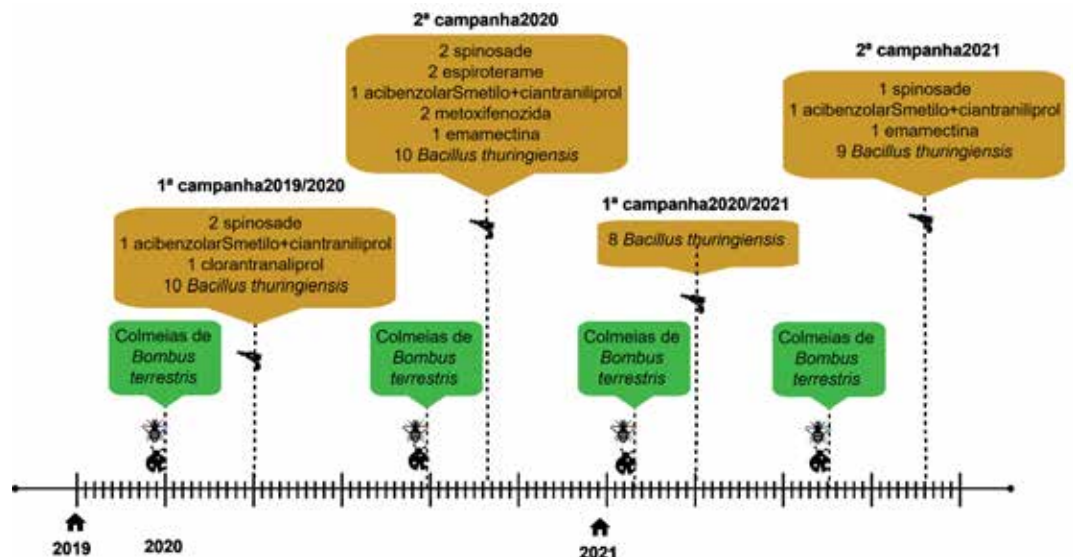 2ª campanha2020
2 spinosade
2 espiroterame
1 acibenzolarSmetilo+ciantraniliprol
2 metoxifenozida
1 emamectina
10 Bacillus thuringiensis
2ª campanha2021
1 spinosade
1 acibenzolarSmetilo+ciantraniliprol
1 emamectina
9 Bacillus thuringiensis
1ª campanha2019/2020
2 spinosade
1 acibenzolarSmetilo+ciantraniliprol
1 clorantranaliprol
10 Bacillus thuringiensis
1ª campanha2020/2021
8 Bacillus thuringiensis
Colmeias de
Bombus
terrestris
Colmeias de
Bombus
terrestris
Colmeias de
Bombus
terrestris
Colmeias de
Bombus
terrestris
2019
2020
2021